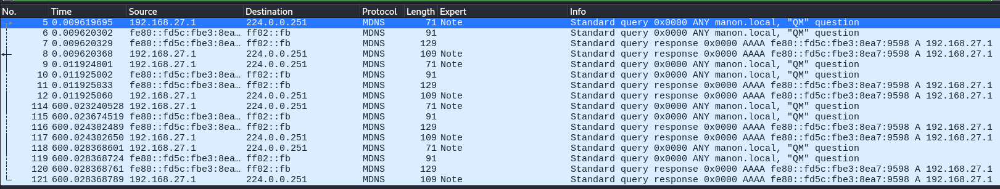 No. Time Source Destination Protocol Length Expert Info
5 0.009619695 192.168.27.1 224.0.0.251 MDNS 71 Note Standard query 0x0000 ANY manon.local, "QM" question
6 0.009620302 fe80::fd5c:fbe3:8ea… ff02::fb MDNS 91 Standard query 0x0000 ANY manon.local, "QM" question
7 0.009620329 fe80::fd5c:fbe3:8ea… ff02::fb MDNS 129 Standard query response 0x0000 AAAA fe80::fd5c:fbe3:8ea7:9598 A 192.168.27.1
8 0.009620368 192.168.27.1 224.0.0.251 MDNS 109 Note Standard query response 0x0000 AAAA fe80::fd5c:fbe3:8ea7:9598 A 192.168.27.1
9 0.011924801 192.168.27.1 224.0.0.251 MDNS 71 Note Standard query 0x0000 ANY manon.local, "QM" question
10 0.011925002 fe80::fd5c:fbe3:8ea… ff02::fb MDNS 91 Standard query 0x0000 ANY manon.local, "QM" question
11 0.011925033 fe80::fd5c:fbe3:8ea… ff02::fb MDNS 129 Standard query response 0x0000 AAAA fe80::fd5c:fbe3:8ea7:9598 A 192.168.27.1
12 0.011925060 192.168.27.1 224.0.0.251 MDNS 109 Note Standard query response 0x0000 AAAA fe80::fd5c:fbe3:8ea7:9598 A 192.168.27.1
114 600.023240528 192.168.27.1 224.0.0.251 MDNS 71 Note Standard query 0x0000 ANY manon.local, "QM" question
115 600.023674519 fe80::fd5c:fbe3:8ea… ff02::fb MDNS 91 Standard query 0x0000 ANY manon.local, "QM" question
116 600.024302489 fe80::fd5c:fbe3:8ea… ff02::fb MDNS 129 Standard query response 0x0000 AAAA fe80::fd5c:fbe3:8ea7:9598 A 192.168.27.1
117 600.024302650 192.168.27.1 224.0.0.251 MDNS 109 Note Standard query response 0x0000 AAAA fe80::fd5c:fbe3:8ea7:9598 A 192.168.27.1
118 600.028368601 192.168.27.1 224.0.0.251 MDNS 71 Note Standard query 0x0000 ANY manon.local, "QM" question
119 600.028368724 fe80::fd5c:fbe3:8ea… ff02::fb MDNS 91 Standard query 0x0000 ANY manon.local, "QM" question
120 600.028368761 fe80::fd5c:fbe3:8ea… ff02::fb MDNS 129 Standard query response 0x0000 AAAA fe80::fd5c:fbe3:8ea7:9598 A 192.168.27.1
121 600.028368789 192.168.27.1 224.0.0.251 MDNS 109 Note Standard query response 0x0000 AAAA fe80::fd5c:fbe3:8ea7:9598 A 192.168.27.1